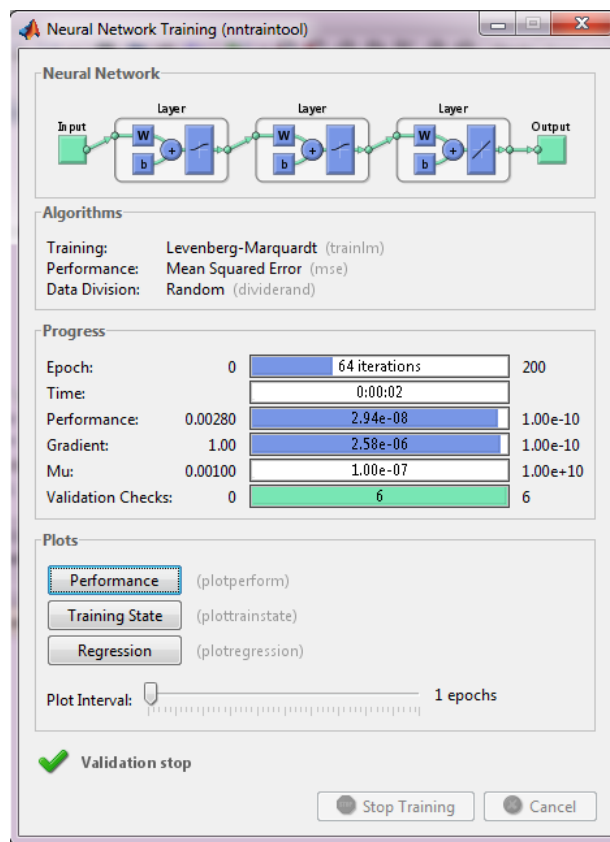 Neural Network Training (nntraintool)
Neural Network
Layer Layer Layer
Input Output
W W W
+ + +
b b b
Algorithms
Training: Levenberg-Marquardt (trainlm)
Performance: Mean Squared Error (mse)
Data Division: Random (dividerand)
Progress
Epoch: 0 64 iterations 200
Time: 0:00:02
Performance: 0.00280 2.94e-08 1.00e-10
Gradient: 1.00 2.58e-06 1.00e-10
Mu: 0.00100 1.00e-07 1.00e+10
Validation Checks: 0 6 6
Plots
Performance (plotperform)
Training State (plottrainstate)
Regression (plotregression)
Plot Interval: 1 epochs
Validation stop
Stop Training Cancel